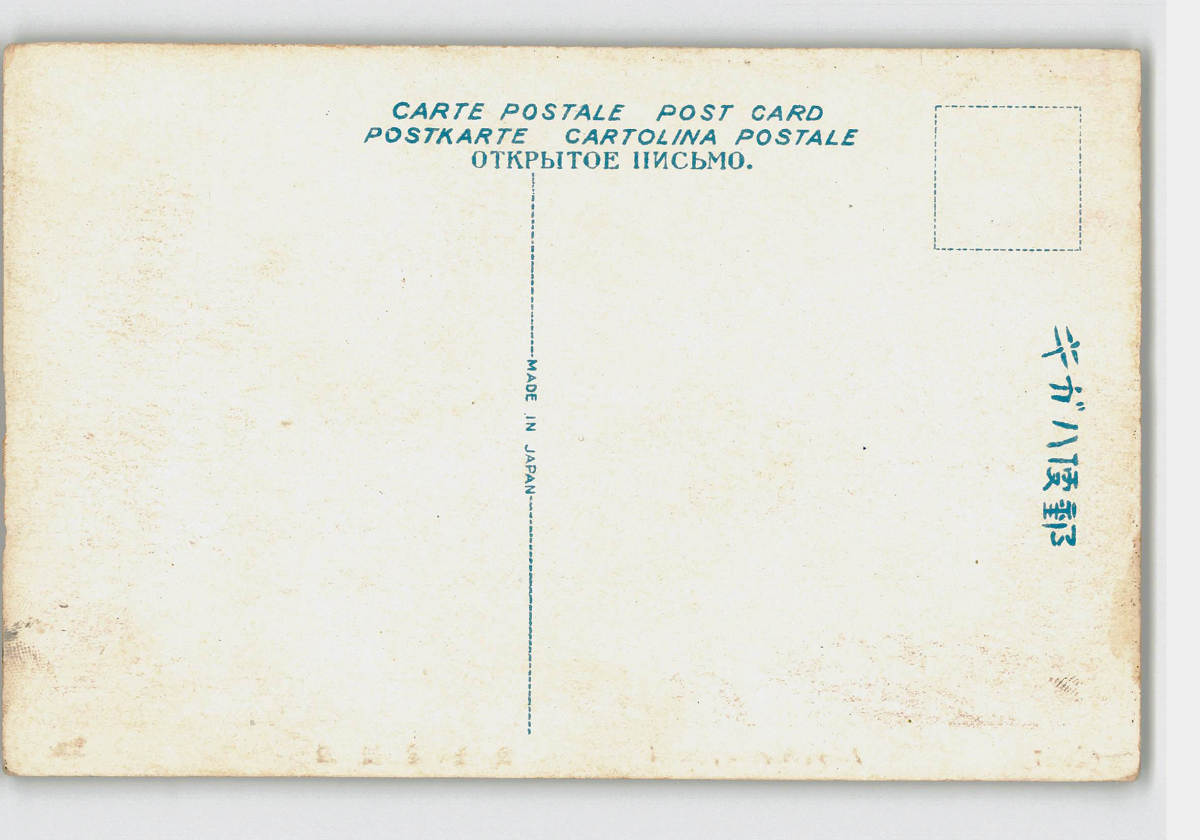 CARTE POSTALE POST CARD
POSTKARTE CARTOLINA POSTALE
ОТКРЫТОЕ ПИСЬМО.
MADE IN JAPAN
郵便ハガキ